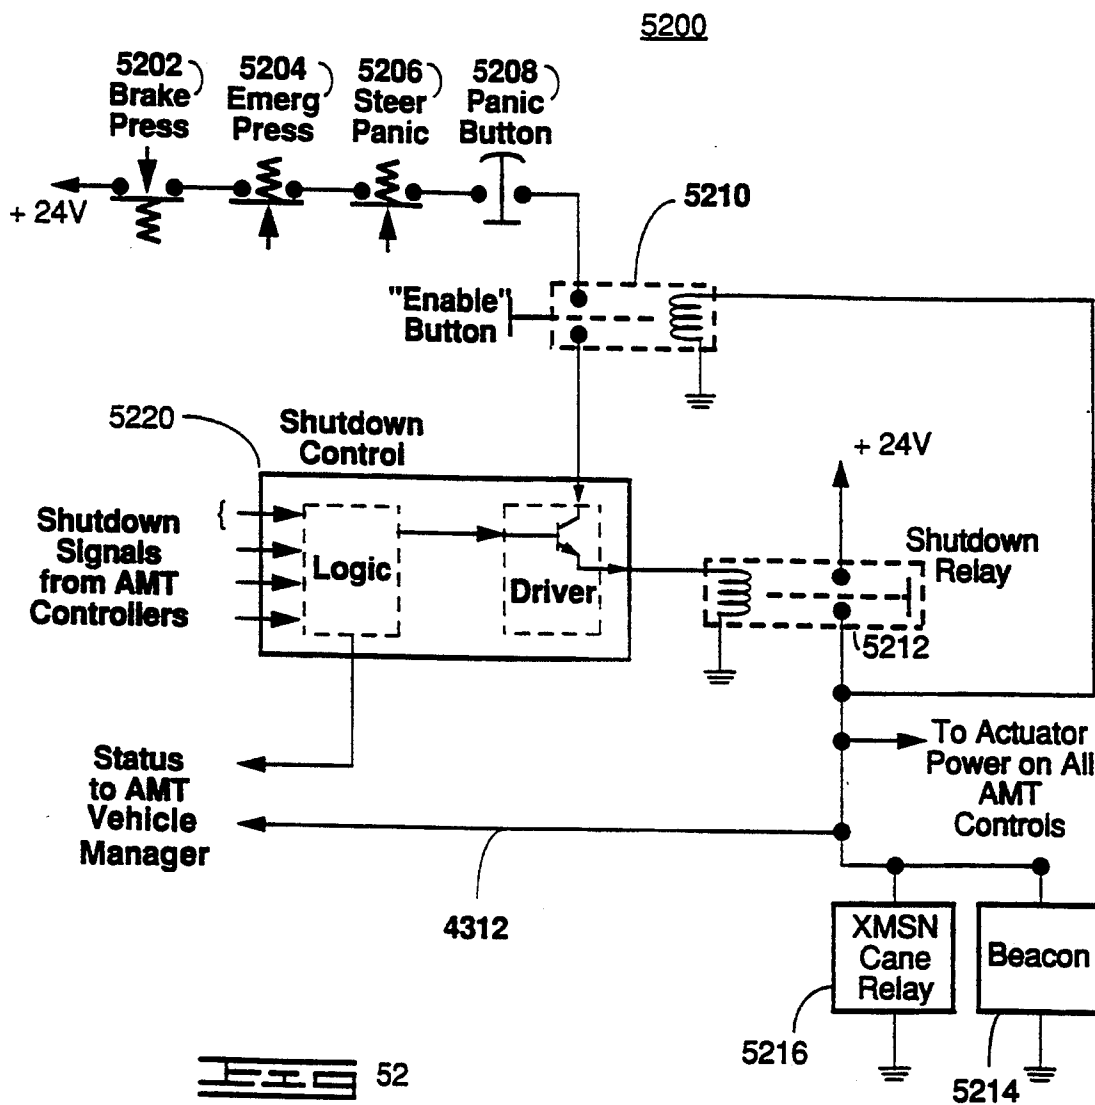 5200
5202
Brake
Press
5204
Emerg
Press
5206
Steer
Panic
5208
Panic
Button
+ 24V
5210
"Enable"
Button
5220
Shutdown
Control
+ 24V
Shutdown
Signals
from AMT
Controllers
{
Logic
Driver
Shutdown
Relay
5212
Status
to AMT
Vehicle
Manager
To Actuator
Power on All
AMT
Controls
4312
XMSN
Cane
Relay
Beacon
5216
5214
Fig 52